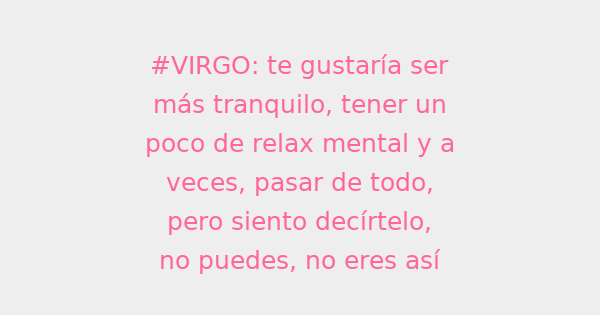 #VIRGO: te gustaría ser
más tranquilo, tener un
poco de relax mental y a
veces, pasar de todo,
pero siento decírtelo,
no puedes, no eres así